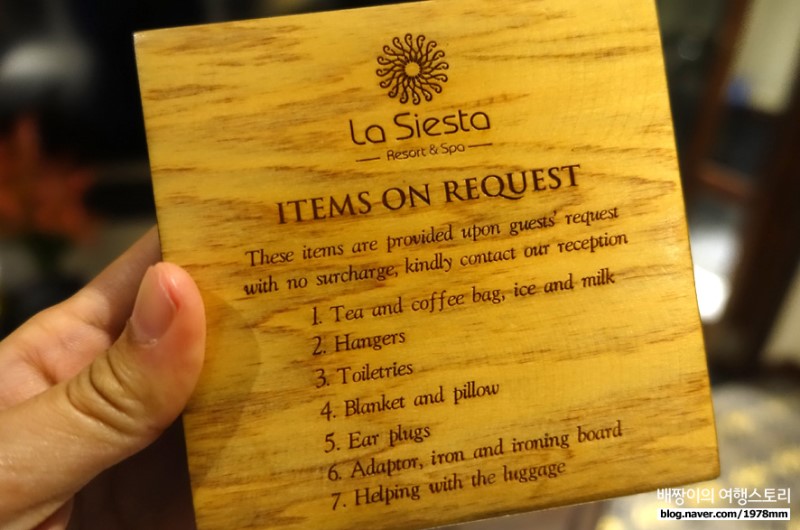 La Siesta
Resort & Spa
ITEMS ON REQUEST
These items are provided upon guests' request
with no surcharge, kindly contact our reception
1. Tea and coffee bag, ice and milk
2. Hangers
3. Toiletries
4. Blanket and pillow
5. Ear plugs
6. Adaptor, iron and ironing board
7. Helping with the luggage
배짱이의 여행스토리
blog.naver.com/1978mm